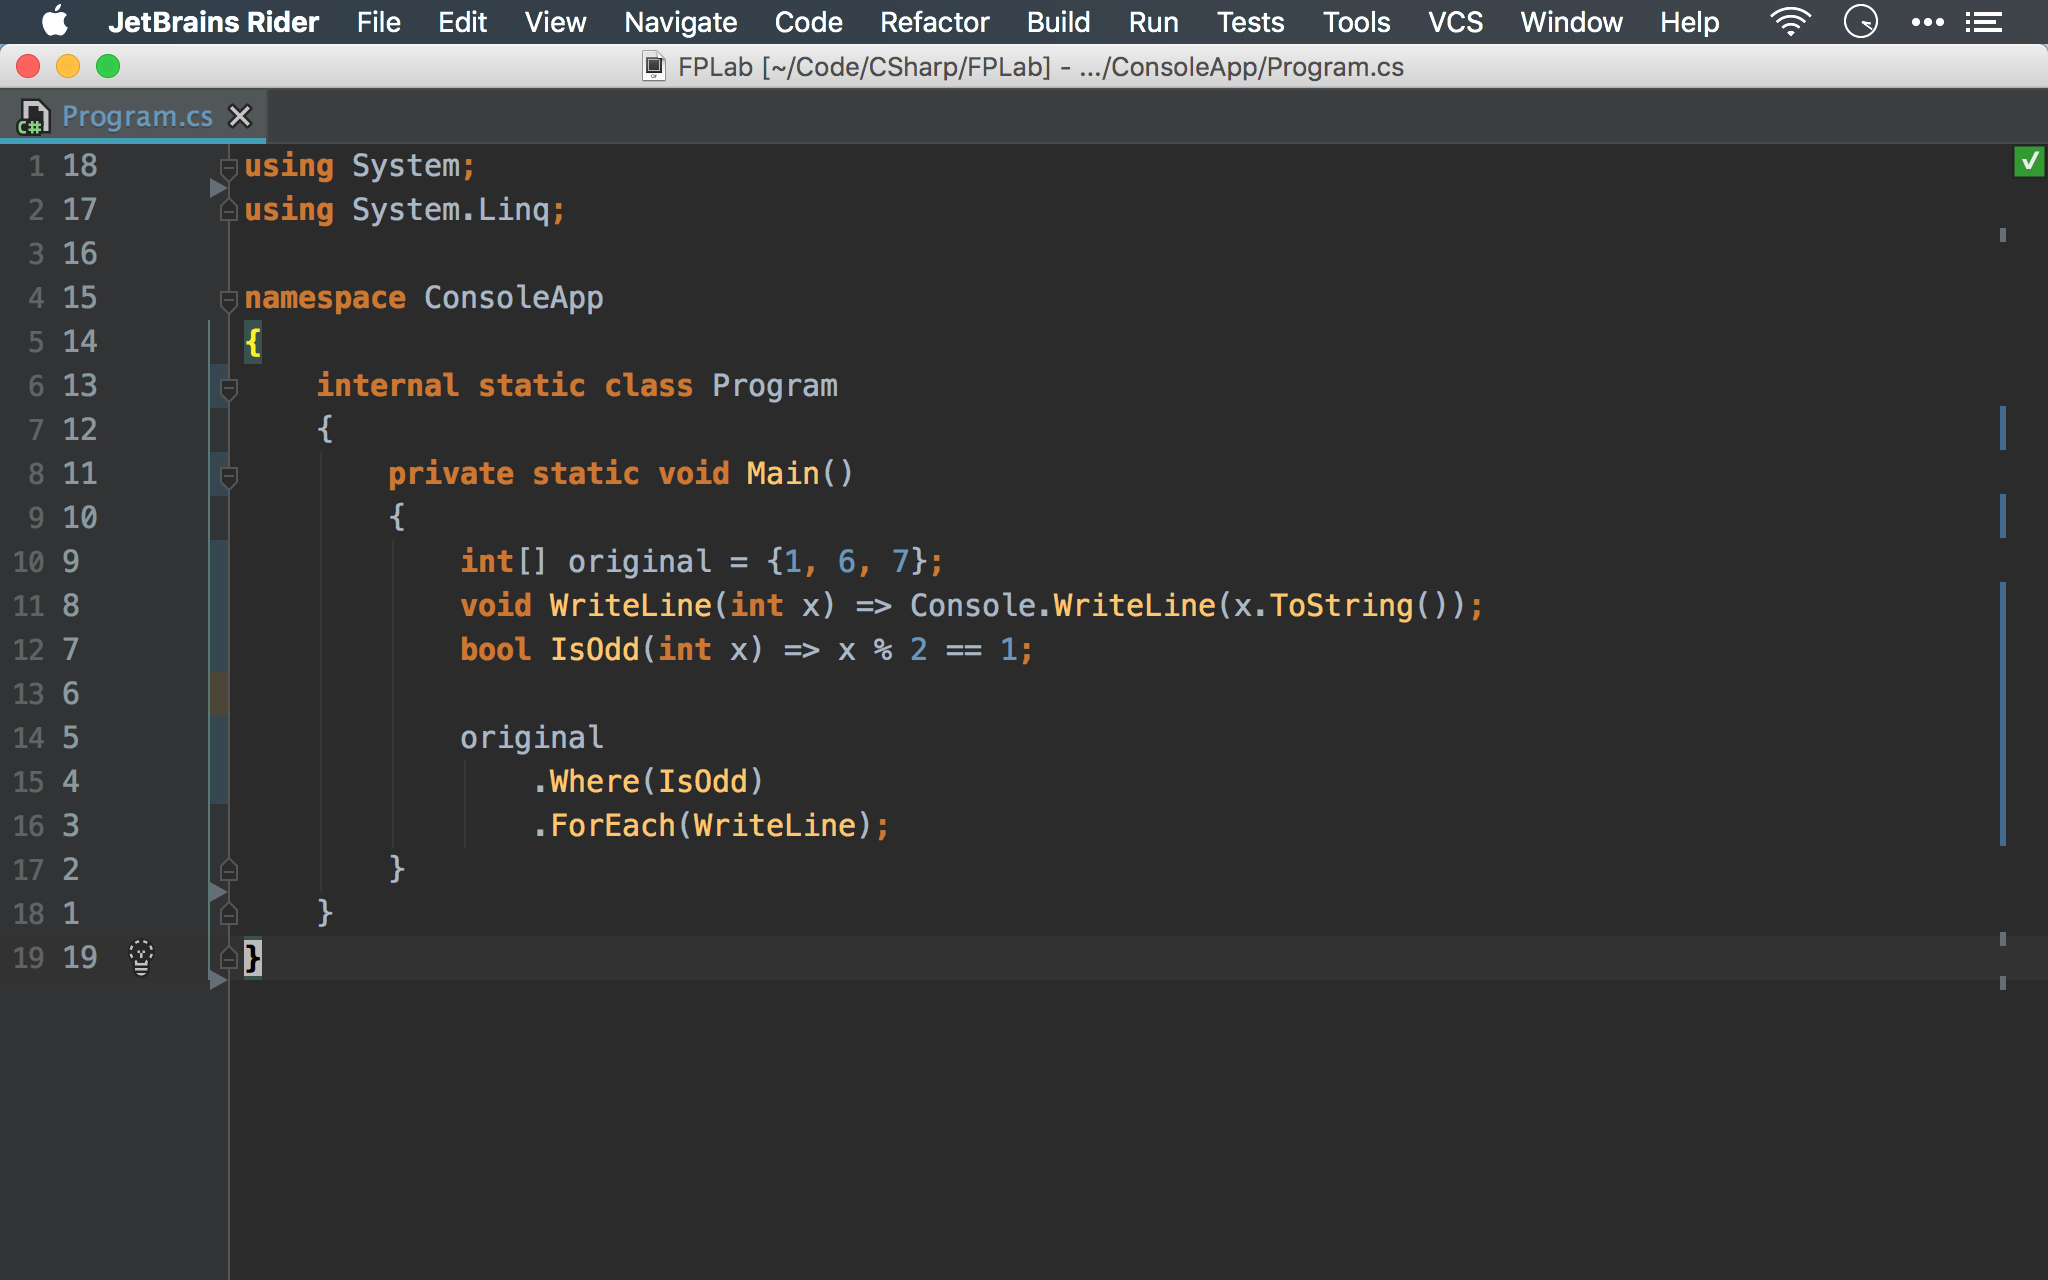 JetBrains Rider File Edit View Navigate Code Refactor Build Run Tests Tools VCS Window Help
FPLab [~/Code/CSharp/FPLab] - .../ConsoleApp/Program.cs
C# Program.cs
1 18 using System;
2 17 using System.Linq;
3 16
4 15 namespace ConsoleApp
5 14 {
6 13     internal static class Program
7 12     {
8 11         private static void Main()
9 10         {
10 9             int[] original = {1, 6, 7};
11 8             void WriteLine(int x) => Console.WriteLine(x.ToString());
12 7             bool IsOdd(int x) => x % 2 == 1;
13 6
14 5             original
15 4                 .Where(IsOdd)
16 3                 .ForEach(WriteLine);
17 2         }
18 1     }
19 19 }